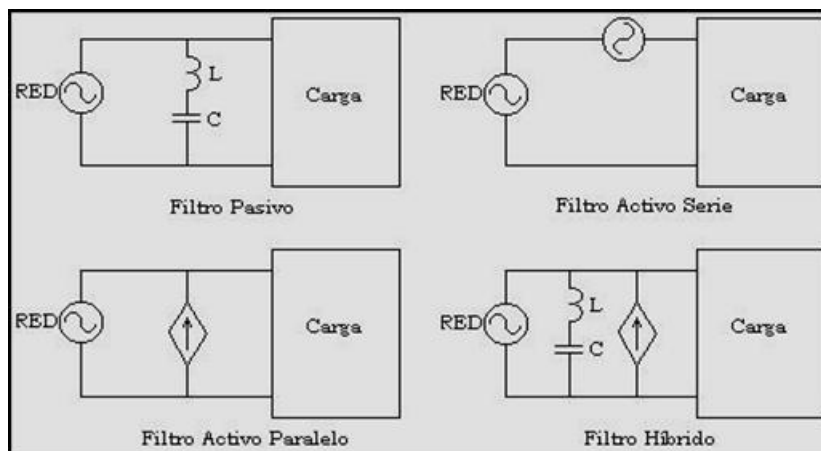 RED
L
C
Carga
Filtro Pasivo
RED
Carga
Filtro Activo Serie
RED
Carga
Filtro Activo Paralelo
RED
L
C
Carga
Filtro Híbrido